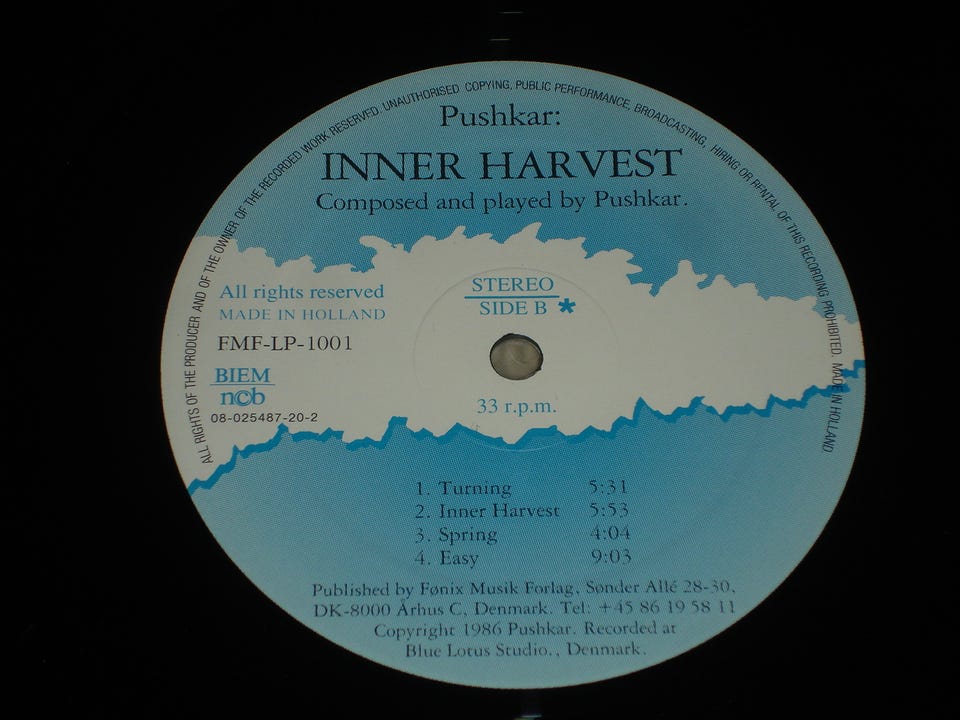 ALL RIGHTS OF THE PRODUCER AND OF THE OWNER OF THE RECORDED WORK RESERVED. UNAUTHORISED COPYING, PUBLIC PERFORMANCE, BROADCASTING, HIRING OR RENTAL OF THIS RECORDING PROHIBITED. MADE IN HOLLAND
Pushkar:
INNER HARVEST
Composed and played by Pushkar.
All rights reserved
MADE IN HOLLAND
FMF-LP-1001
BIEM
ncb
08-025487-20-2
STEREO
SIDE B *
33 r.p.m.
1. Turning 5:31
2. Inner Harvest 5:53
3. Spring 4:04
4. Easy 9:03
Published by Fønix Musik Forlag, Sønder Allé 28-30,
DK-8000 Århus C, Denmark. Tel: +45 86 19 58 11
Copyright 1986 Pushkar. Recorded at
Blue Lotus Studio., Denmark.